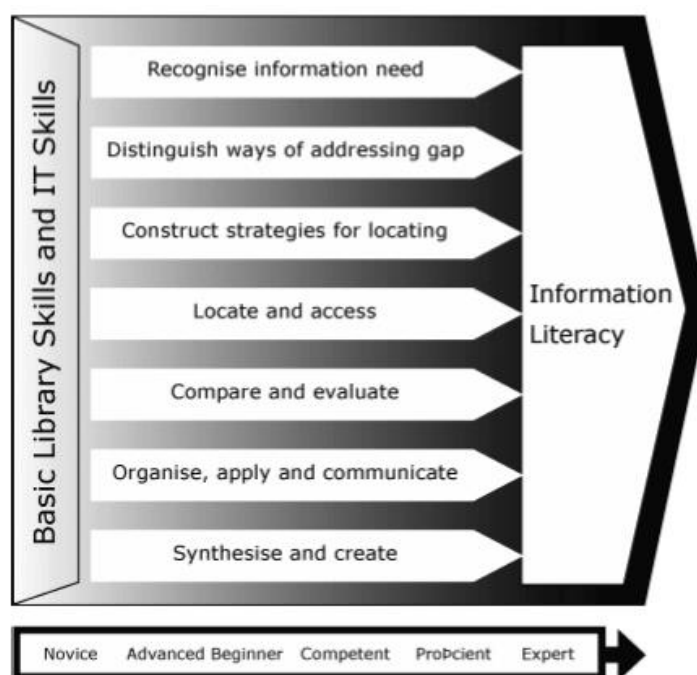 Basic Library Skills and IT Skills
Recognise information need
Distinguish ways of addressing gap
Construct strategies for locating
Locate and access
Compare and evaluate
Organise, apply and communicate
Synthesise and create
Information
Literacy
Novice Advanced Beginner Competent ProÞcient Expert